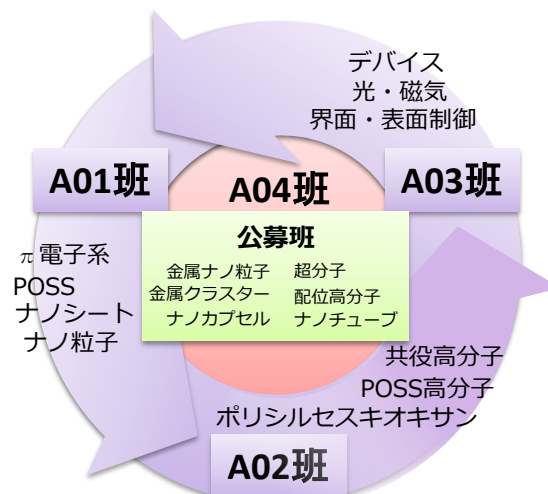 デバイス
光・磁気
界面・表面制御
A01班
A04班
A03班
公募班
金属ナノ粒子 超分子
金属クラスター 配位高分子
ナノカプセル ナノチューブ
π電子系
POSS
ナノシート
ナノ粒子
共役高分子
POSS高分子
ポリシルセスキオキサン
A02班